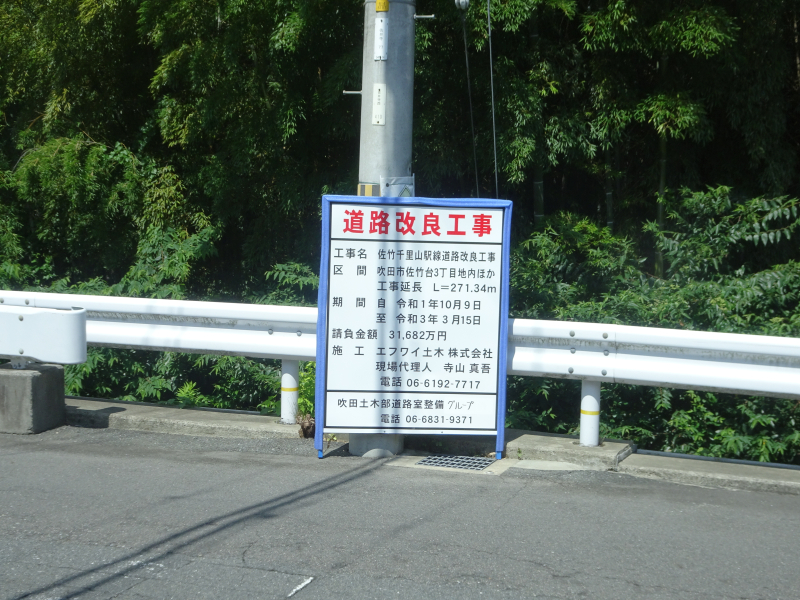 道路改良工事
工事名 佐竹千里山駅線道路改良工事
区間 吹田市佐竹台3丁目地内ほか
工事延長 L=271.34m
期間 自 令和1年10月9日
至 令和3年3月15日
請負金額 31,682万円
施工 エフワイ土木 株式会社
現場代理人 寺山 真吾
電話 06-6192-7717
吹田土木部道路室整備グループ
電話 06-6831-9371